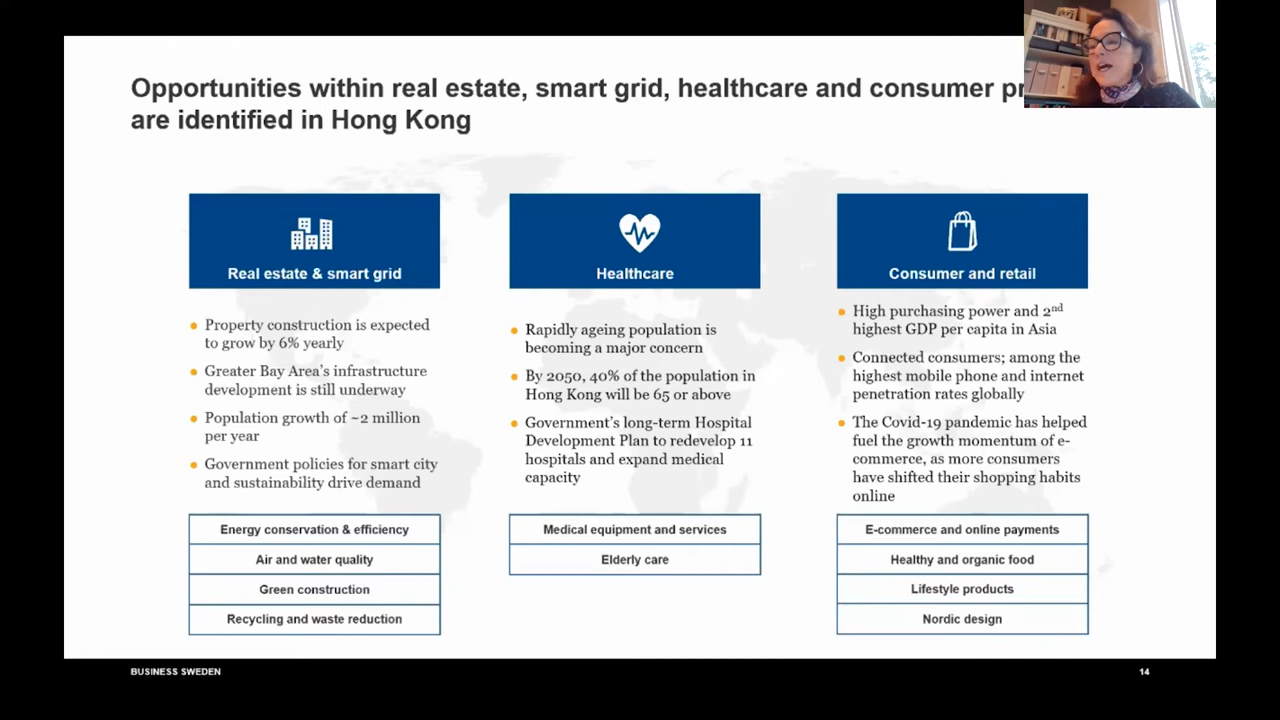 Opportunities within real estate, smart grid, healthcare and consumer
are identified in Hong Kong
Real estate & smart grid
Property construction is expected
to grow by 6% yearly
Greater Bay Area's infrastructure
development is still underway
Population growth of ~2 million
per year
Government policies for smart city
and sustainability drive demand
Energy conservation & efficiency
Air and water quality
Green construction
Recycling and waste reduction
Healthcare
Rapidly ageing population is
becoming a major concern
By 2050, 40% of the population in
Hong Kong will be 65 or above
Government's long-term Hospital
Development Plan to redevelop 11
hospitals and expand medical
capacity
Medical equipment and services
Elderly care
Consumer and retail
High purchasing power and 2nd
highest GDP per capita in Asia
Connected consumers; among the
highest mobile phone and internet
penetration rates globally
The Covid-19 pandemic has helped
fuel the growth momentum of e-
commerce, as more consumers
have shifted their shopping habits
online
E-commerce and online payments
Healthy and organic food
Lifestyle products
Nordic design
BUSINESS SWEDEN
14